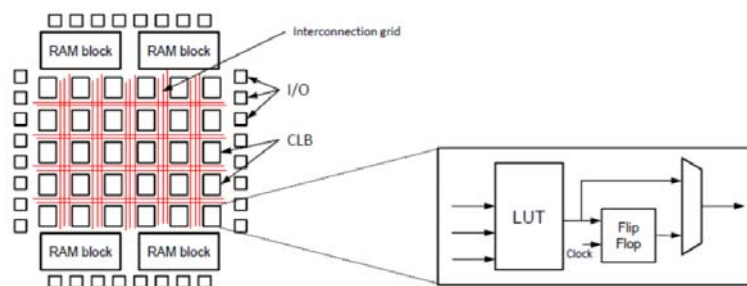 Interconnection grid
RAM block
RAM block
I/O
CLB
LUT
Flip
Flop
Clock
RAM block
RAM block